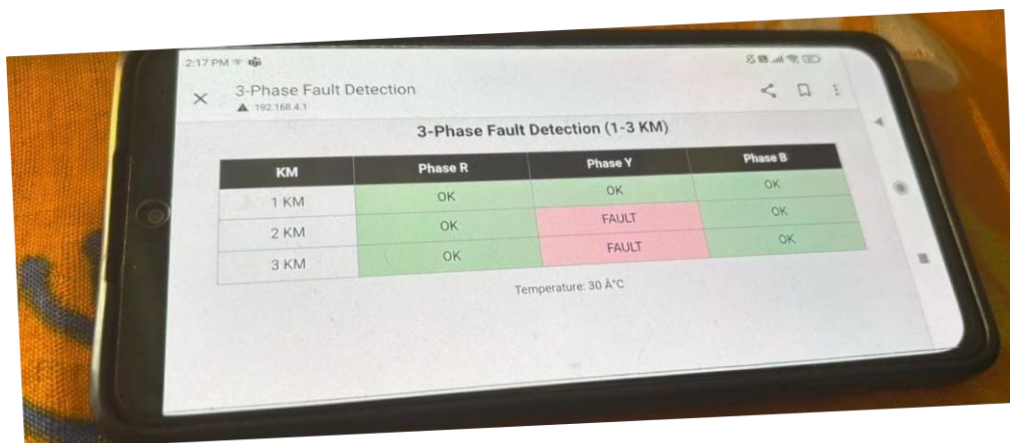 2:17 PM
3-Phase Fault Detection
192.168.4.1
3-Phase Fault Detection (1-3 KM)
KM Phase R Phase Y Phase B
1 KM OK OK OK
2 KM OK FAULT OK
3 KM OK FAULT OK
Temperature: 30 Â°C